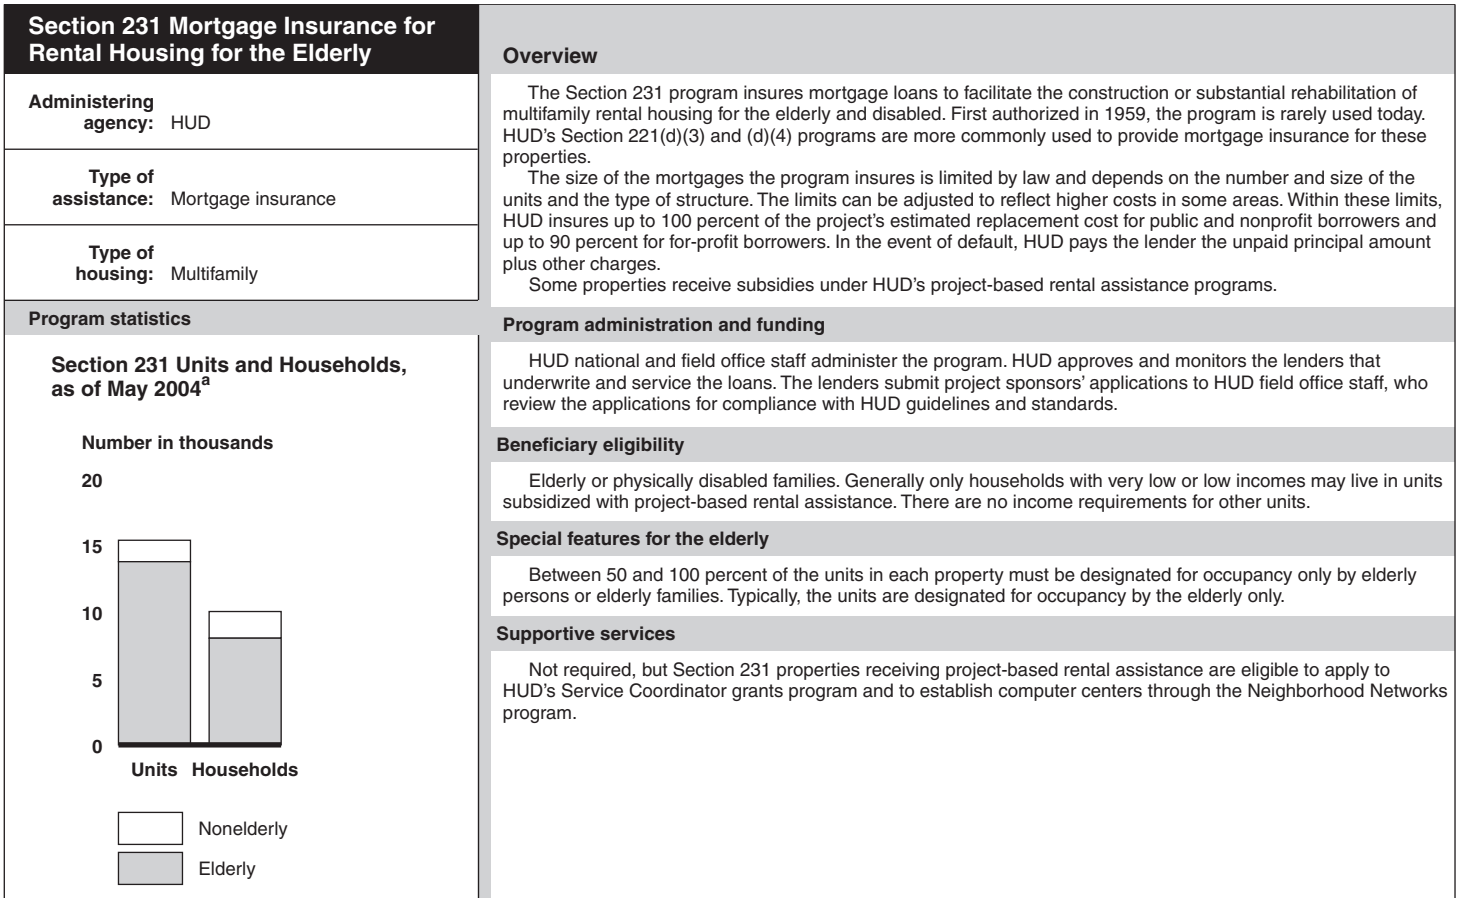 Section 231 Mortgage Insurance for
Rental Housing for the Elderly
Administering
agency: HUD
Type of
assistance: Mortgage insurance
Type of
housing: Multifamily
Program statistics
Section 231 Units and Households,
as of May 2004a
Number in thousands
20
15
10
5
0
Units Households
Nonelderly
Elderly
Overview
The Section 231 program insures mortgage loans to facilitate the construction or substantial rehabilitation of
multifamily rental housing for the elderly and disabled. First authorized in 1959, the program is rarely used today.
HUD's Section 221(d)(3) and (d)(4) programs are more commonly used to provide mortgage insurance for these
properties.
The size of the mortgages the program insures is limited by law and depends on the number and size of the
units and the type of structure. The limits can be adjusted to reflect higher costs in some areas. Within these limits,
HUD insures up to 100 percent of the project's estimated replacement cost for public and nonprofit borrowers and
up to 90 percent for for-profit borrowers. In the event of default, HUD pays the lender the unpaid principal amount
plus other charges.
Some properties receive subsidies under HUD's project-based rental assistance programs.
Program administration and funding
HUD national and field office staff administer the program. HUD approves and monitors the lenders that
underwrite and service the loans. The lenders submit project sponsors' applications to HUD field office staff, who
review the applications for compliance with HUD guidelines and standards.
Beneficiary eligibility
Elderly or physically disabled families. Generally only households with very low or low incomes may live in units
subsidized with project-based rental assistance. There are no income requirements for other units.
Special features for the elderly
Between 50 and 100 percent of the units in each property must be designated for occupancy only by elderly
persons or elderly families. Typically, the units are designated for occupancy by the elderly only.
Supportive services
Not required, but Section 231 properties receiving project-based rental assistance are eligible to apply to
HUD's Service Coordinator grants program and to establish computer centers through the Neighborhood Networks
program.